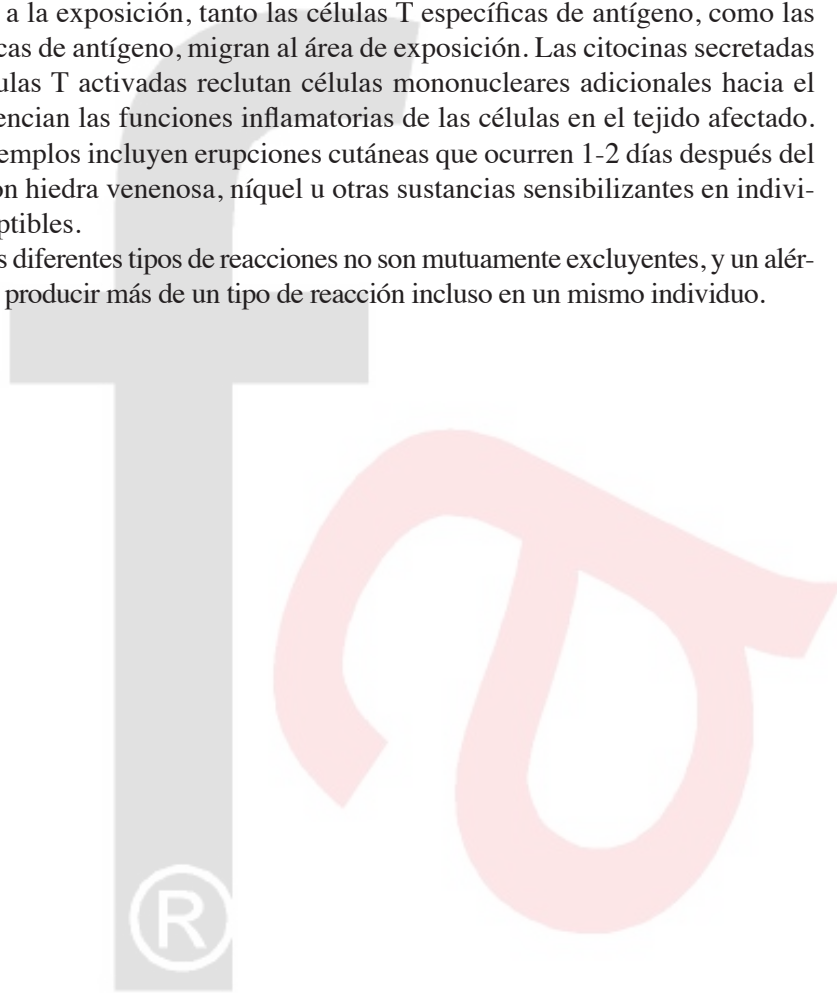 a la exposición, tanto las células T específicas de antígeno, como las
cas de antígeno, migran al área de exposición. Las citocinas secretadas
ulas T activadas reclutan células mononucleares adicionales hacia el
encian las funciones inflamatorias de las células en el tejido afectado.
emplos incluyen erupciones cutáneas que ocurren 1-2 días después del
on hiedra venenosa, níquel u otras sustancias sensibilizantes en indivi-
ptibles.
s diferentes tipos de reacciones no son mutuamente excluyentes, y un alér-
producir más de un tipo de reacción incluso en un mismo individuo.
®